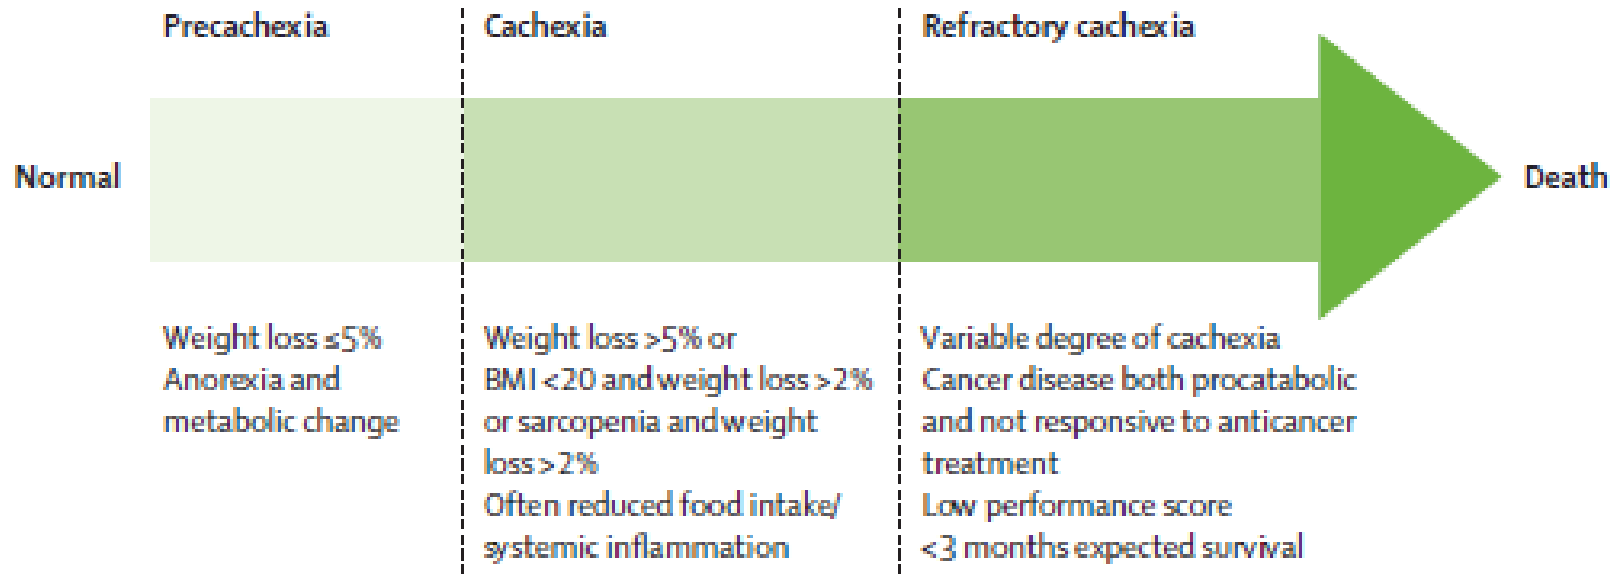 Precachexia
Cachexia
Refractory cachexia
Normal
Death
Weight loss ≤5%
Anorexia and
metabolic change
Weight loss >5% or
BMI <20 and weight loss >2%
or sarcopenia and weight
loss >2%
Often reduced food intake/
systemic inflammation
Variable degree of cachexia
Cancer disease both procatabolic
and not responsive to anticancer
treatment
Low performance score
<3 months expected survival